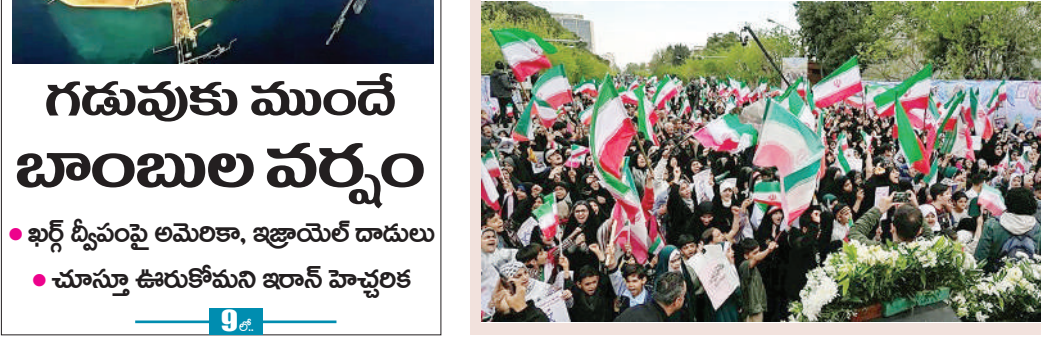 గడువుకు ముందే
బాంబుల వర్షం
• ఖర్గ్ ద్వీపంపై అమెరికా, ఇజ్రాయెల్ దాడులు
• చూస్తూ ఊరుకోమని ఇరాన్ హెచ్చరిక
9లో..